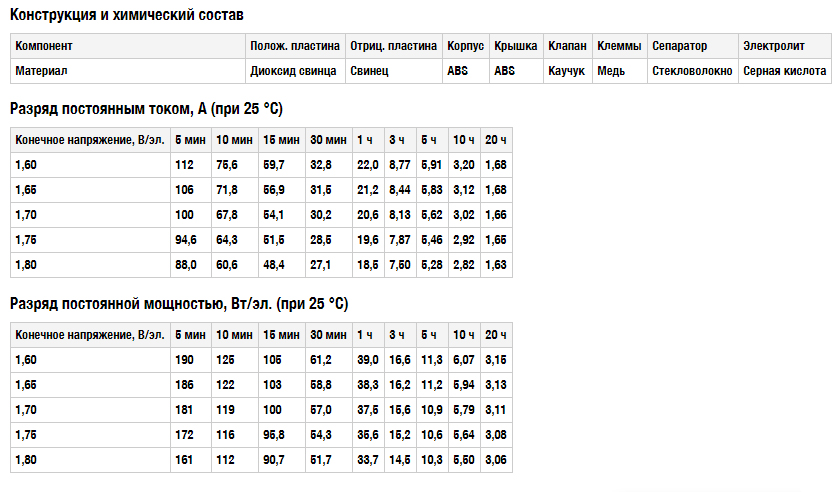 Конструкция и химический состав
Компонент Полож. пластина Отриц. пластина Корпус Крышка Клапан Клеммы Сепаратор Электролит
Материал Диоксид свинца Свинец ABS ABS Каучук Медь Стекловолокно Серная кислота
Разряд постоянным током, А (при 25 °C)
Конечное напряжение, В/эл. 5 мин 10 мин 15 мин 30 мин 1 ч 3 ч 5 ч 10 ч 20 ч
1,60 112 75,6 59,7 32,8 22,0 8,77 5,91 3,20 1,68
1,65 106 71,8 56,9 31,5 21,2 8,44 5,83 3,12 1,68
1,70 100 67,8 54,1 30,2 20,6 8,13 5,62 3,02 1,66
1,75 94,6 64,3 51,5 28,5 19,6 7,87 5,46 2,92 1,65
1,80 88,0 60,6 48,4 27,1 18,5 7,50 5,28 2,82 1,63
Разряд постоянной мощностью, Вт/эл. (при 25 °C)
Конечное напряжение, В/эл. 5 мин 10 мин 15 мин 30 мин 1 ч 3 ч 5 ч 10 ч 20 ч
1,60 190 125 105 61,2 39,0 16,6 11,3 6,07 3,15
1,65 186 122 103 58,8 38,3 16,2 11,2 5,94 3,13
1,70 181 119 100 57,0 37,5 15,6 10,9 5,79 3,11
1,75 172 116 95,8 54,3 35,6 15,2 10,6 5,64 3,08
1,80 161 112 90,7 51,7 33,7 14,5 10,3 5,50 3,06